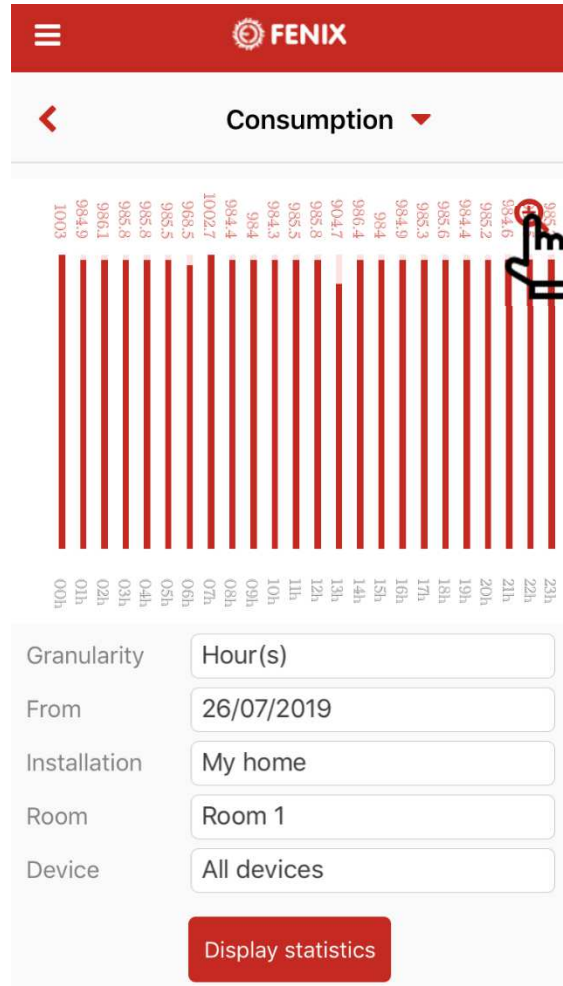 FENIX
Consumption
1003
984.9
986.1
985.8
985.8
985.5
968.5
1002.7
984.4
984
984.3
985.5
985.8
904.7
986.4
984
984.9
985.3
985.6
984.4
985.2
984.6
00h
01h
02h
03h
04h
05h
06h
07h
08h
09h
10h
11h
12h
13h
14h
15h
16h
17h
18h
19h
20h
21h
22h
23h
Granularity Hour(s)
From 26/07/2019
Installation My home
Room Room 1
Device All devices
Display statistics